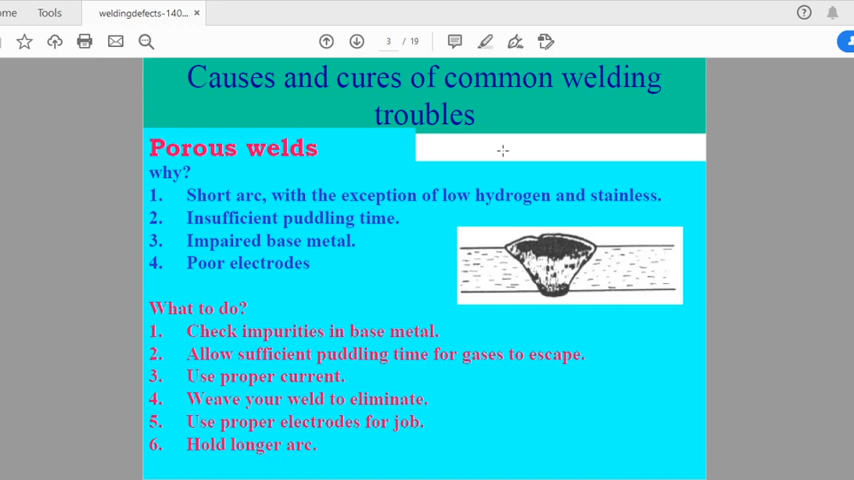 ome
Tools
weldingdefects-140... ×
3 / 19
Causes and cures of common welding
troubles
Porous welds
why?
1. Short arc, with the exception of low hydrogen and stainless.
2. Insufficient puddling time.
3. Impaired base metal.
4. Poor electrodes
What to do?
1. Check impurities in base metal.
2. Allow sufficient puddling time for gases to escape.
3. Use proper current.
4. Weave your weld to eliminate.
5. Use proper electrodes for job.
6. Hold longer arc.